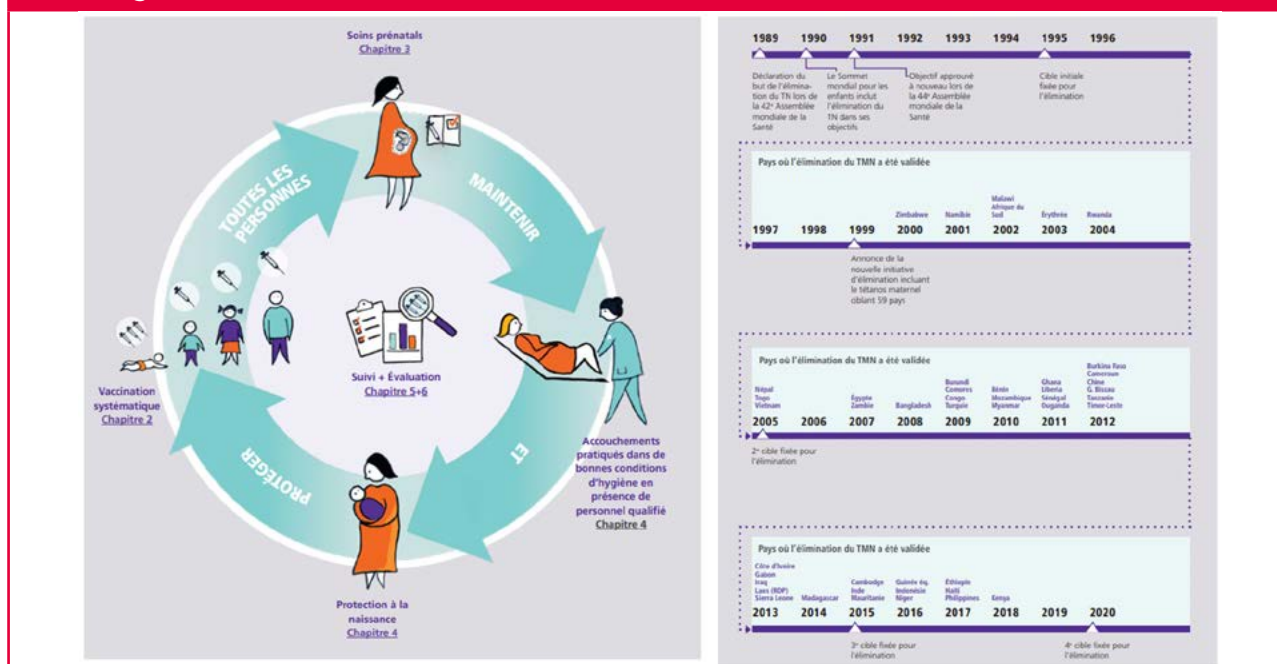 Soins prénatals
Chapitre 3
TOUTES LES
PERSONNES
MAINTENIR
ET
PROTÉGER
Suivi + Évaluation
Chapitre 5+6
Vaccination
systématique
Chapitre 2
Accouchements
pratiqués dans de
bonnes conditions
d'hygiène en
présence de
personnel qualifié
Chapitre 4
Protection à la
naissance
Chapitre 4
1989 1990 1991 1992 1993 1994 1995 1996
Déclaration du
but de l'élimina-
tion du TN lors de
la 42e Assemblée
mondiale de la
Santé
Le Sommet
mondial pour les
enfants inclut
l'élimination du
TN dans ses
objectifs
Objectif approuvé
à nouveau lors de
la 44e Assemblée
mondiale de la
Santé
Cible initiale
fixée pour
l'élimination
Pays où l'élimination du TMN a été validée
Zimbabwe
Namibie
Malawi
Afrique du
Sud
Érythrée
Rwanda
1997 1998 1999 2000 2001 2002 2003 2004
Annonce de la
nouvelle initiative
d'élimination incluant
le tétanos maternel
ciblant 59 pays
Pays où l'élimination du TMN a été validée
Népal
Togo
Vietnam
Égypte
Zambie
Bangladesh
Burundi
Comores
Congo
Turquie
Bénin
Mozambique
Myanmar
Ghana
Liberia
Sénégal
Ouganda
Burkina Faso
Cameroun
Chine
G. Bissau
Tanzanie
Timor-Leste
2005 2006 2007 2008 2009 2010 2011 2012
2e cible fixée pour
l'élimination
Pays où l'élimination du TMN a été validée
Côte d'Ivoire
Gabon
Iraq
Laos (RDP)
Sierra Leone
Madagascar
Cambodge
Inde
Mauritanie
Guinée éq.
Indonésie
Niger
Éthiopie
Haïti
Philippines
Kenya
2013 2014 2015 2016 2017 2018 2019 2020
3e cible fixée pour
l'élimination
4e cible fixée pour
l'élimination